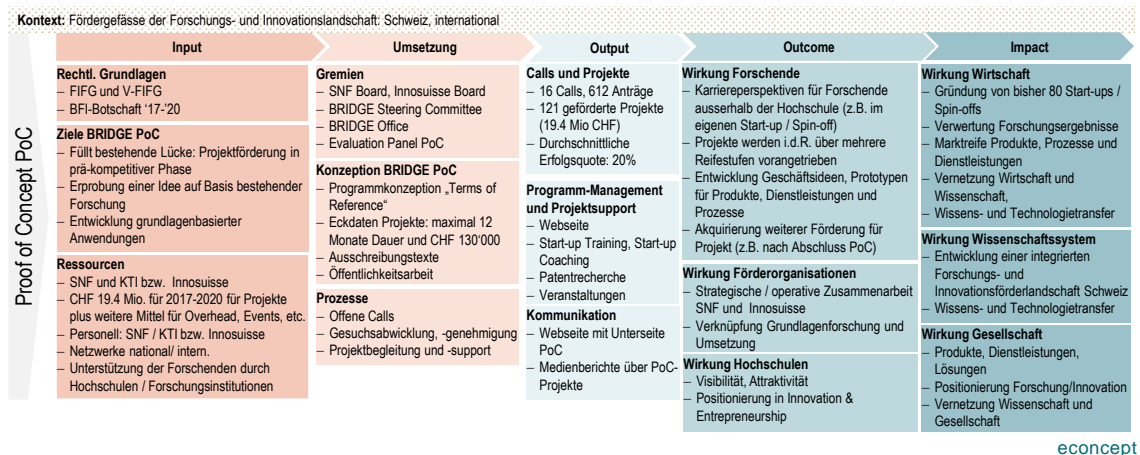 Kontext: Fördergefässe der Forschungs- und Innovationslandschaft: Schweiz, international
Proof of Concept PoC
Input
Rechtl. Grundlagen
– FIFG und V-FIFG
– BFI-Botschaft '17-'20
Ziele BRIDGE PoC
– Füllt bestehende Lücke: Projektförderung in
prä-kompetitiver Phase
– Erprobung einer Idee auf Basis bestehender
Forschung
– Entwicklung grundlagenbasierter
Anwendungen
Ressourcen
– SNF und KTI bzw. Innosuisse
– CHF 19.4 Mio. für 2017-2020 für Projekte
plus weitere Mittel für Overhead, Events, etc.
– Personell: SNF / KTI bzw. Innosuisse
– Netzwerke national/ intern.
– Unterstützung der Forschenden durch
Hochschulen / Forschungsinstitutionen
Umsetzung
Gremien
– SNF Board, Innosuisse Board
– BRIDGE Steering Committee
– BRIDGE Office
– Evaluation Panel PoC
Konzeption BRIDGE PoC
– Programmkonzeption „Terms of
Reference“
– Eckdaten Projekte: maximal 12
Monate Dauer und CHF 130'000
– Ausschreibungstexte
– Öffentlichkeitsarbeit
Prozesse
– Offene Calls
– Gesuchsabwicklung, -genehmigung
– Projektbegleitung und -support
Output
Calls und Projekte
– 16 Calls, 612 Anträge
– 121 geförderte Projekte
(19.4 Mio CHF)
– Durchschnittliche
Erfolgsquote: 20%
Programm-Management
und Projektsupport
– Webseite
– Start-up Training, Start-up
Coaching
– Patentrecherche
– Veranstaltungen
Kommunikation
– Webseite mit Unterseite
PoC
– Medienberichte über PoC-
Projekte
Outcome
Wirkung Forschende
– Karriereperspektiven für Forschende
ausserhalb der Hochschule (z.B. im
eigenen Start-up / Spin-off)
– Projekte werden i.d.R. über mehrere
Reifestufen vorangetrieben
– Entwicklung Geschäftsideen, Prototypen
für Produkte, Dienstleistungen und
Prozesse
– Akquirierung weiterer Förderung für
Projekt (z.B. nach Abschluss PoC)
Wirkung Förderorganisationen
– Strategische / operative Zusammenarbeit
SNF und Innosuisse
– Verknüpfung Grundlagenforschung und
Umsetzung
Wirkung Hochschulen
– Visibilität, Attraktivität
– Positionierung in Innovation &
Entrepreneurship
Impact
Wirkung Wirtschaft
– Gründung von bisher 80 Start-ups /
Spin-offs
– Verwertung Forschungsergebnisse
– Marktreife Produkte, Prozesse und
Dienstleistungen
– Vernetzung Wirtschaft und
Wissenschaft,
– Wissens- und Technologietransfer
Wirkung Wissenschaftssystem
– Entwicklung einer integrierten
Forschungs- und
Innovationsförderlandschaft Schweiz
– Wissens- und Technologietransfer
Wirkung Gesellschaft
– Produkte, Dienstleistungen,
Lösungen
– Positionierung Forschung/Innovation
– Vernetzung Wissenschaft und
Gesellschaft
econcept